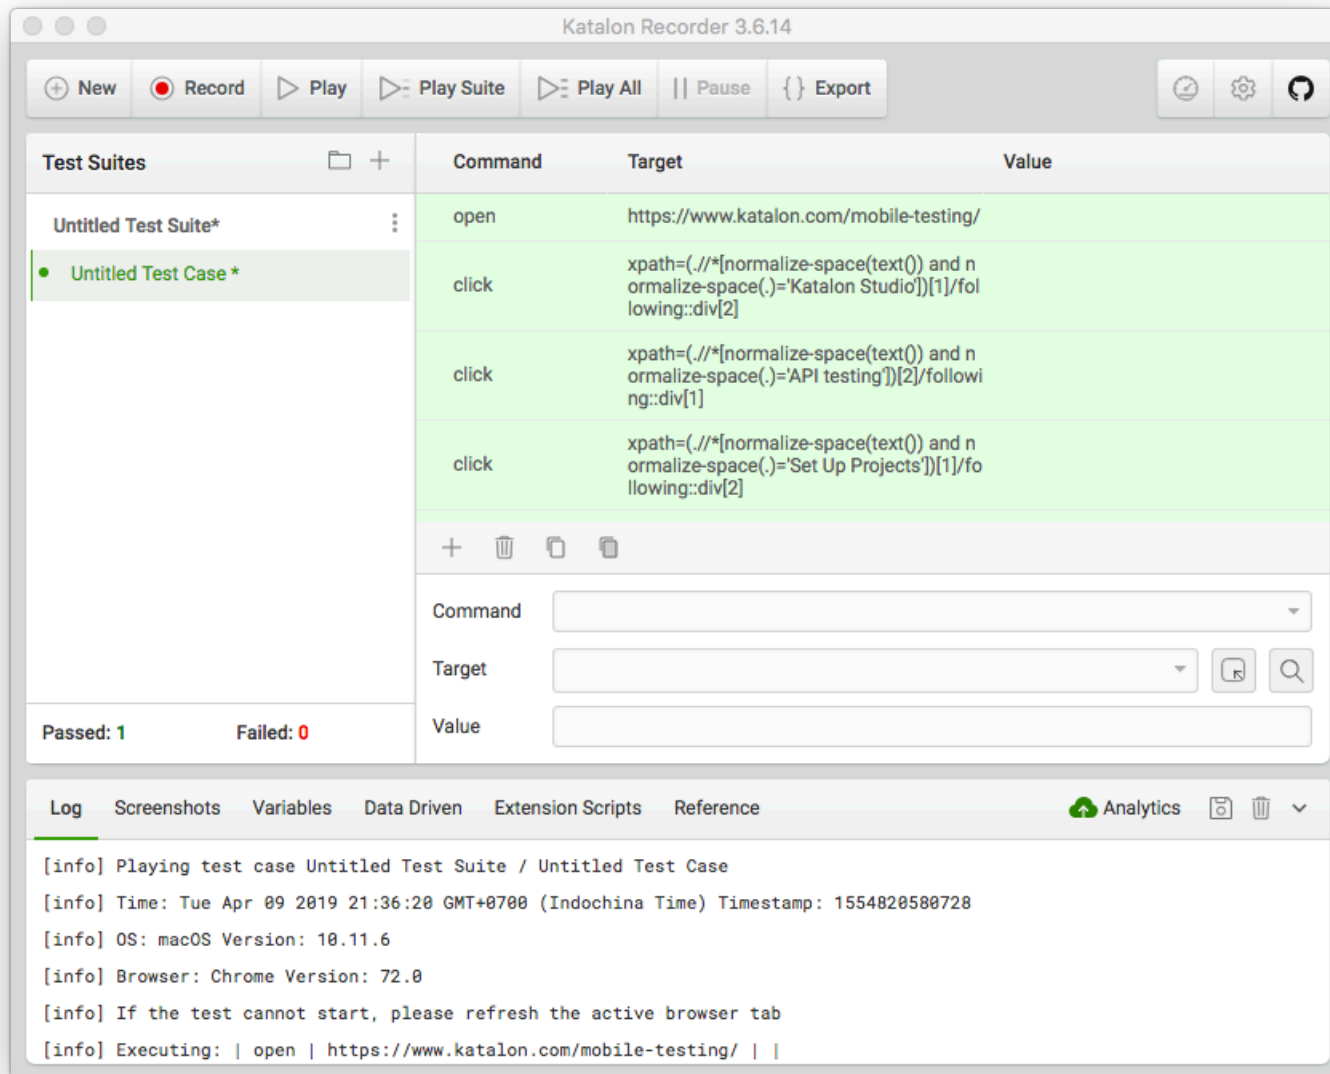 Katalon Recorder 3.6.14
New Record Play Play Suite Play All Pause Export
Test Suites
Untitled Test Suite*
Untitled Test Case *
Passed: 1 Failed: 0
Command Target Value
open https://www.katalon.com/mobile-testing/
click xpath=(.//*[normalize-space(text()) and n
ormalize-space(.)='Katalon Studio'])[1]/fol
lowing::div[2]
click xpath=(.//*[normalize-space(text()) and n
ormalize-space(.)='API testing'])[2]/followi
ng::div[1]
click xpath=(.//*[normalize-space(text()) and n
ormalize-space(.)='Set Up Projects'])[1]/fo
llowing::div[2]
Command
Target
Value
Log Screenshots Variables Data Driven Extension Scripts Reference Analytics
[info] Playing test case Untitled Test Suite / Untitled Test Case
[info] Time: Tue Apr 09 2019 21:36:20 GMT+0700 (Indochina Time) Timestamp: 1554820580728
[info] OS: macOS Version: 10.11.6
[info] Browser: Chrome Version: 72.0
[info] If the test cannot start, please refresh the active browser tab
[info] Executing: | open | https://www.katalon.com/mobile-testing/ | |